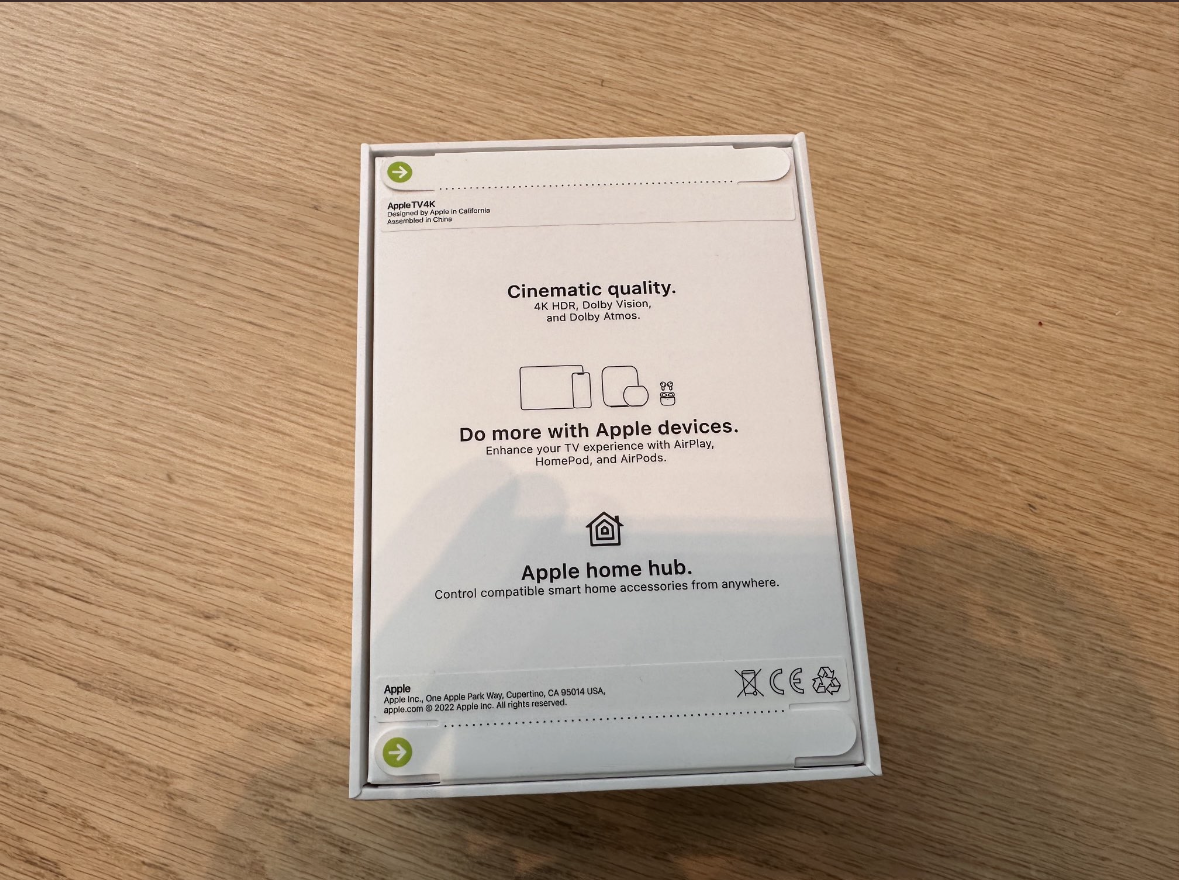 Apple TV 4K
Designed by Apple in California
Assembled in China
Cinematic quality.
4K HDR, Dolby Vision,
and Dolby Atmos.
Do more with Apple devices.
Enhance your TV experience with AirPlay,
HomePod, and AirPods.
Apple home hub.
Control compatible smart home accessories from anywhere.
Apple
Apple Inc., One Apple Park Way, Cupertino, CA 95014 USA,
apple.com © 2022 Apple Inc. All rights reserved.
CE